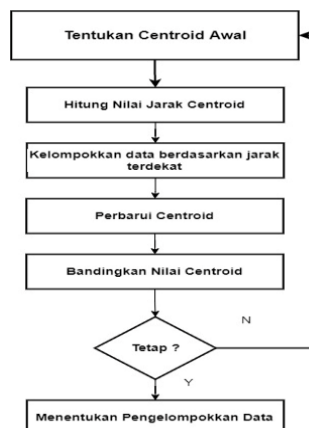 Tentukan Centroid Awal
Hitung Nilai Jarak Centroid
Kelompokkan data berdasarkan jarak
terdekat
Perbarui Centroid
Bandingkan Nilai Centroid
N
Tetap ?
Y
Menentukan Pengelompokkan Data